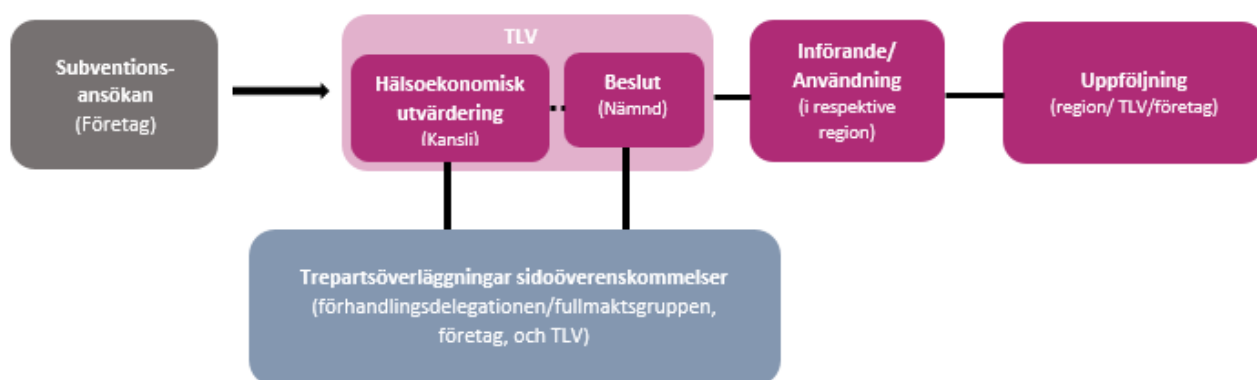 Subventions-
ansökan
(Företag)
TLV
Hälsoekonomisk
utvärdering
(Kansli)
Beslut
(Nämnd)
Införande/
Användning
(i respektive
region)
Uppföljning
(region/ TLV/företag)
Trepartsöverläggningar sidoöverenskommelser
(förhandlingsdelegationen/fullmaktsgruppen,
företag, och TLV)